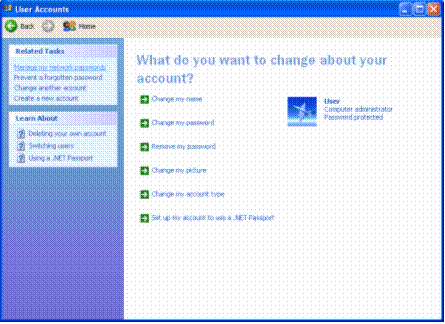 User Accounts
Back
Home
Related Tasks
Manage my network passwords
Prevent a forgotten password
Change another account
Create a new account
Learn About
Deleting your own account
Switching users
Using a .NET Passport
What do you want to change about your
account?
Change my name
Change my password
Remove my password
Change my picture
Change my account type
Set up my account to use a .NET Passport
User
Computer administrator
Password protected